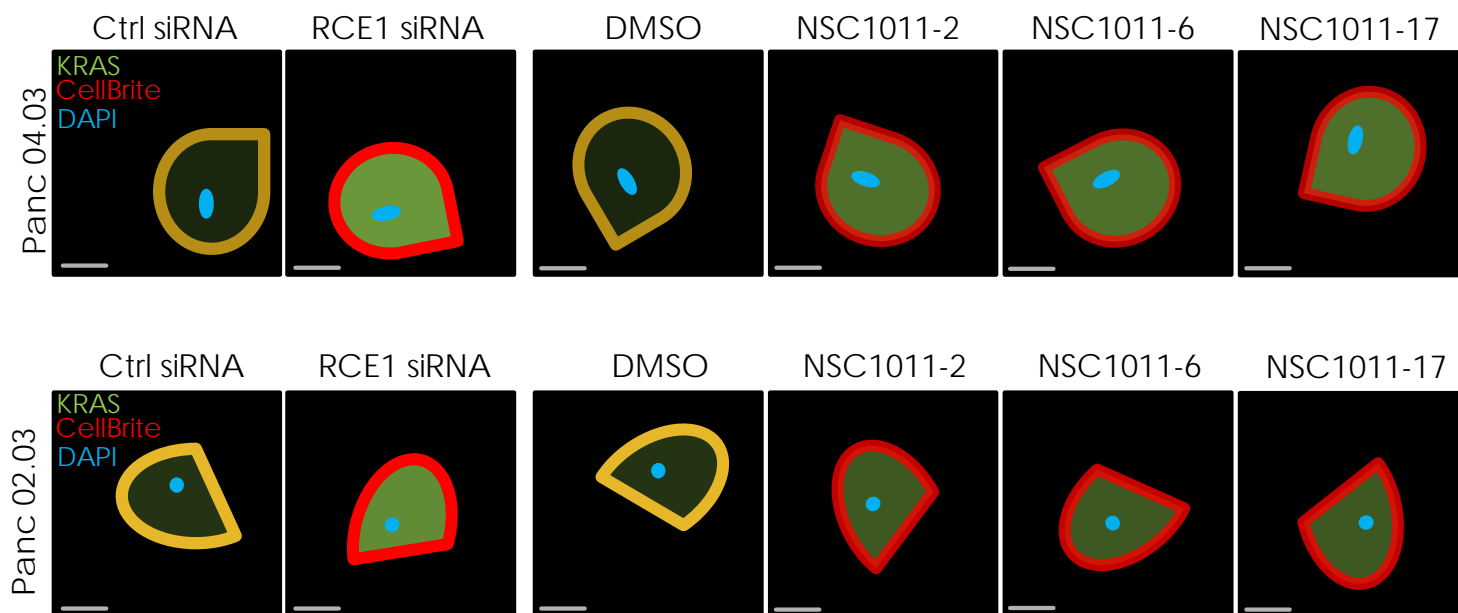 Ctrl siRNA RCE1 siRNA DMSO NSC1011-2 NSC1011-6 NSC1011-17
Panc 04.03
KRAS
CellBrite
DAPI
Ctrl siRNA RCE1 siRNA DMSO NSC1011-2 NSC1011-6 NSC1011-17
Panc 02.03
KRAS
CellBrite
DAPI